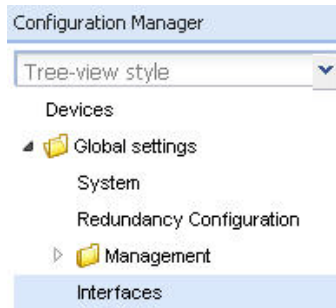 Configuration Manager
Tree-view style
Devices
Global settings
System
Redundancy Configuration
Management
Interfaces